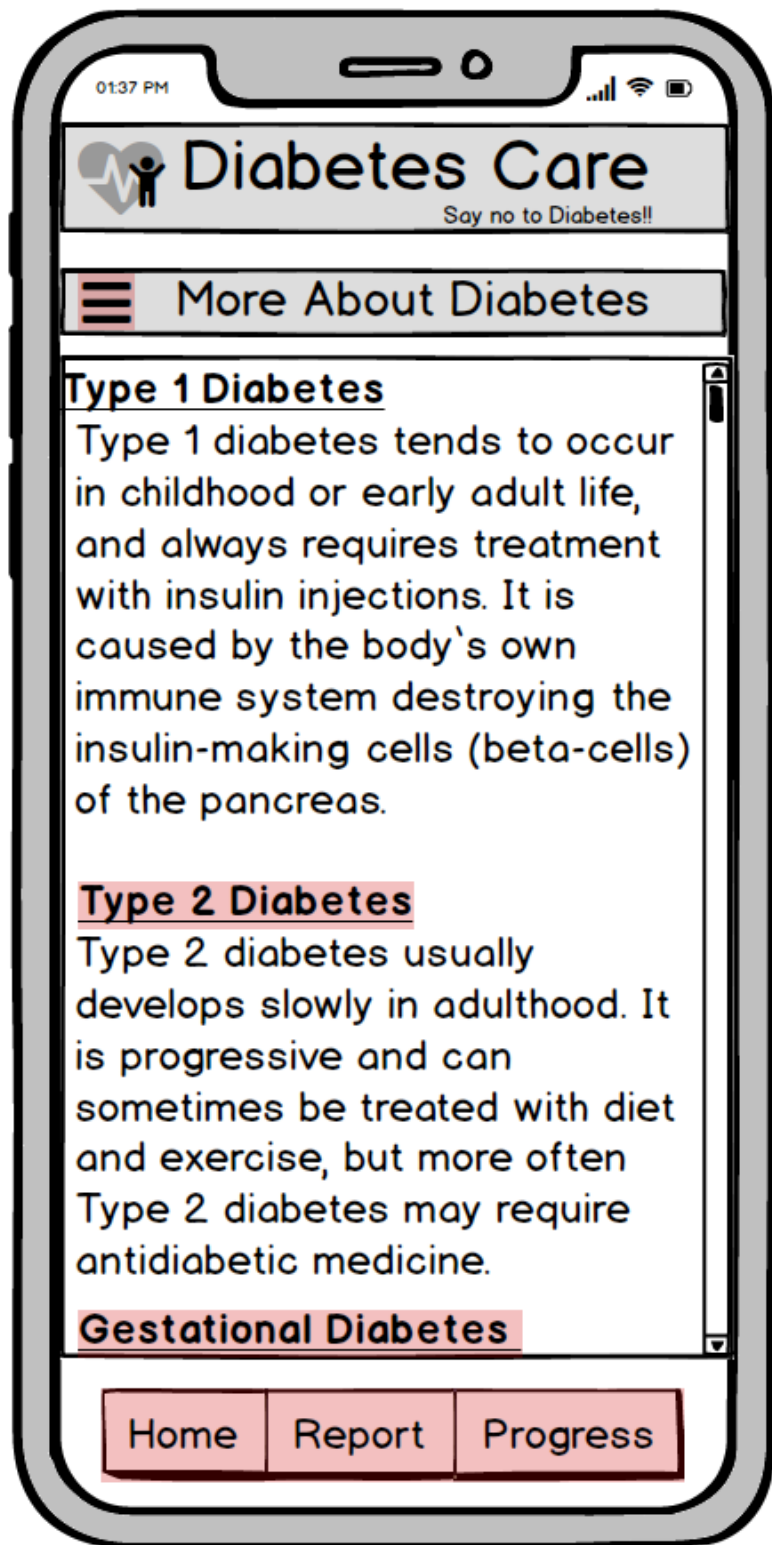 01:37 PM
Diabetes Care
Say no to Diabetes!!
More About Diabetes
Type 1 Diabetes
Type 1 diabetes tends to occur
in childhood or early adult life,
and always requires treatment
with insulin injections. It is
caused by the body`s own
immune system destroying the
insulin-making cells (beta-cells)
of the pancreas.
Type 2 Diabetes
Type 2 diabetes usually
develops slowly in adulthood. It
is progressive and can
sometimes be treated with diet
and exercise, but more often
Type 2 diabetes may require
antidiabetic medicine.
Gestational Diabetes
Home Report Progress